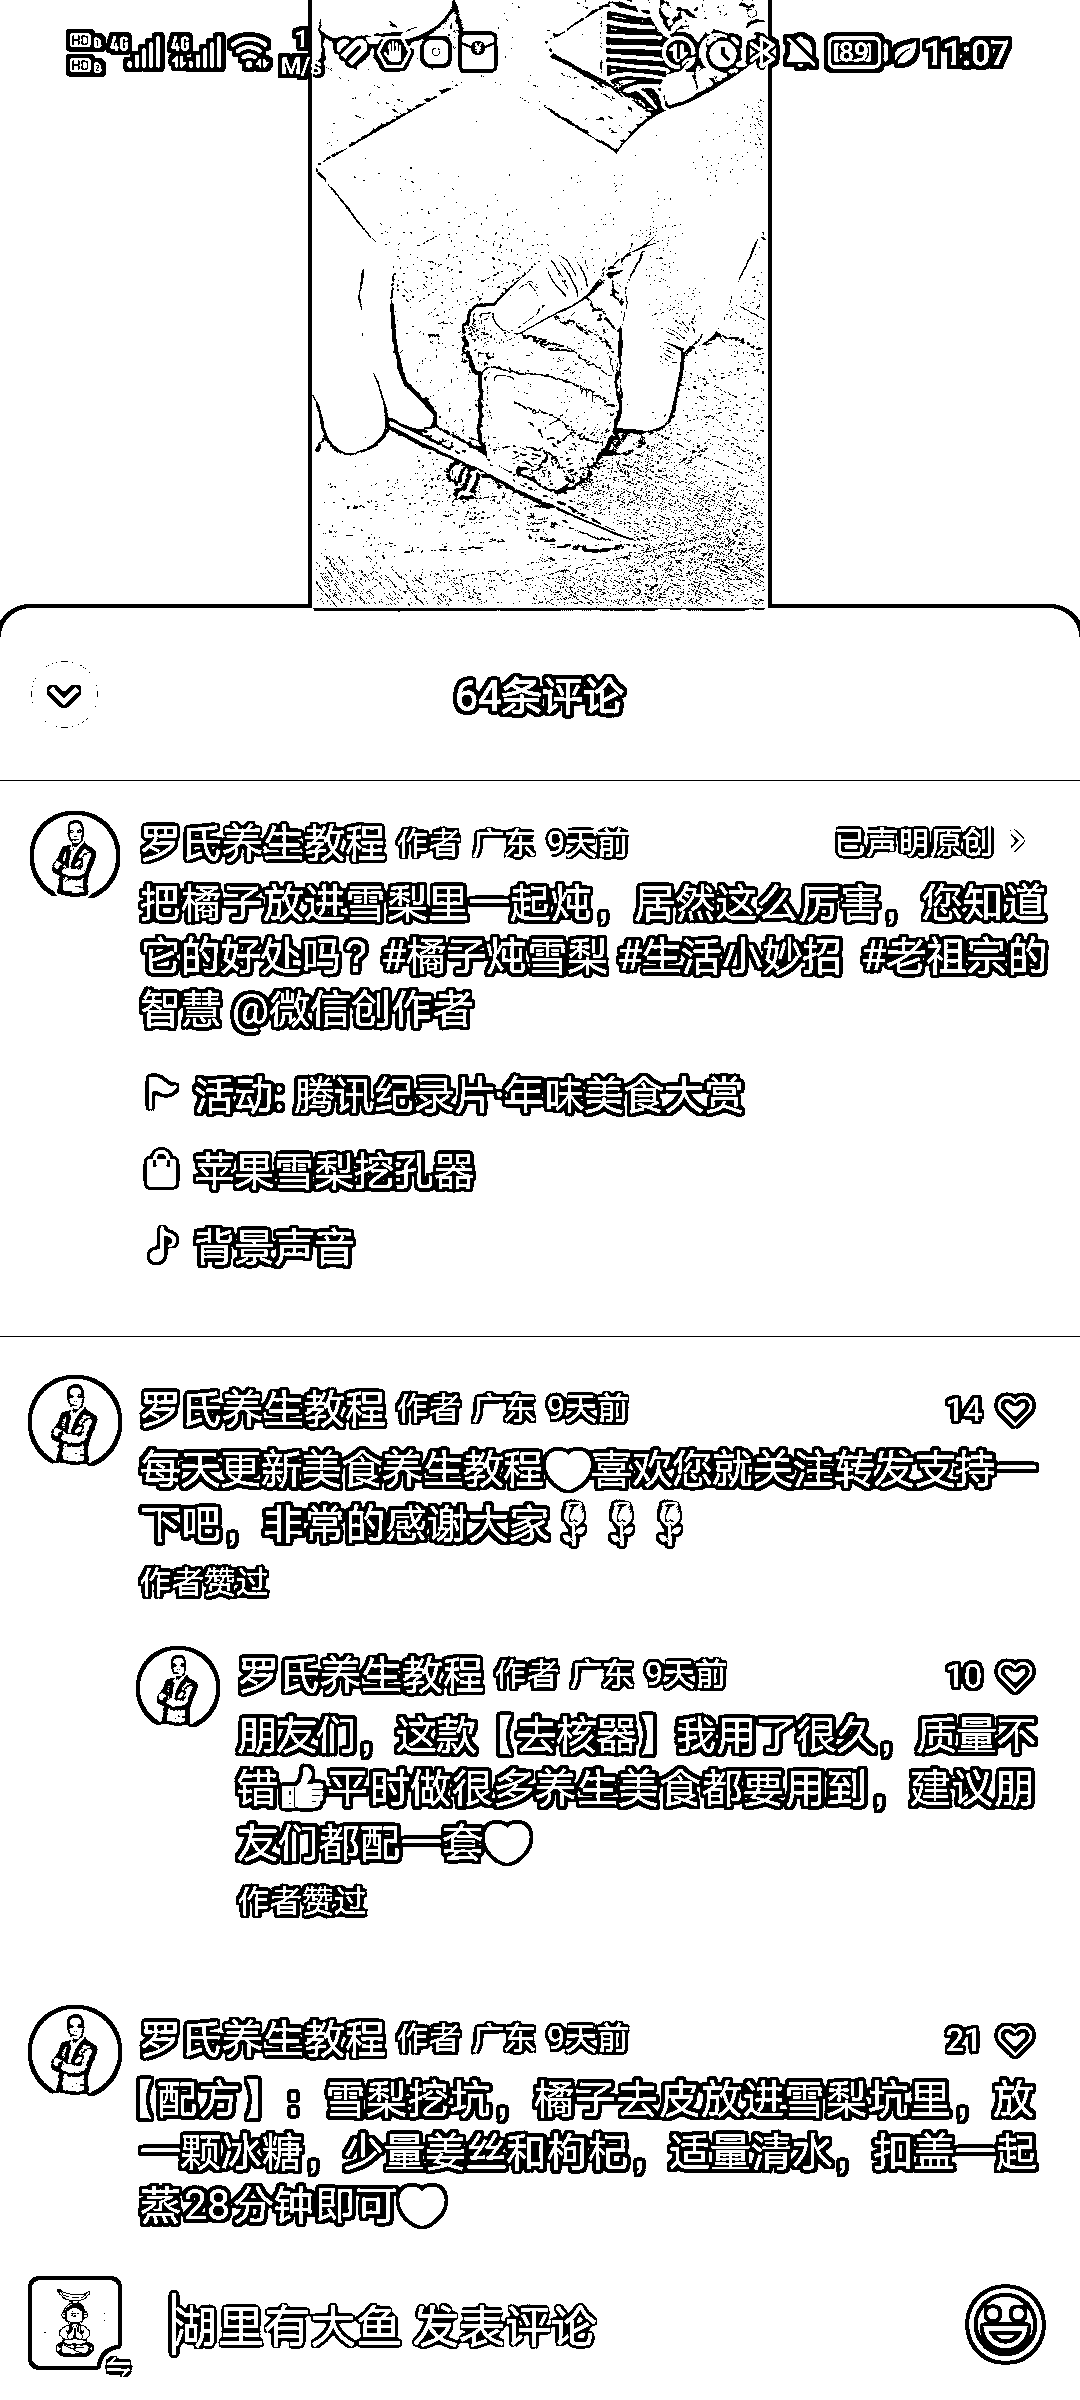 HD 4G 4G 1 M/s 89 11:07
64条评论
罗氏养生教程 作者 广东 9天前 已声明原创
把橘子放进雪梨里一起炖，居然这么厉害，您知道
它的好处吗？#橘子炖雪梨 #生活小妙招 #老祖宗的
智慧 @微信创作者
活动: 腾讯纪录片·年味美食大赏
苹果雪梨挖孔器
背景声音
罗氏养生教程 作者 广东 9天前 14
每天更新美食养生教程🤍喜欢您就关注转发支持一
下吧，非常的感谢大家🌹🌹🌹
作者赞过
罗氏养生教程 作者 广东 9天前 10
朋友们，这款【去核器】我用了很久，质量不
错👍平时做很多养生美食都要用到，建议朋
友们都配一套🤍
作者赞过
罗氏养生教程 作者 广东 9天前 21
【配方】：雪梨挖坑，橘子去皮放进雪梨坑里，放
一颗冰糖，少量姜丝和枸杞，适量清水，扣盖一起
蒸28分钟即可🤍
湖里有大鱼 发表评论